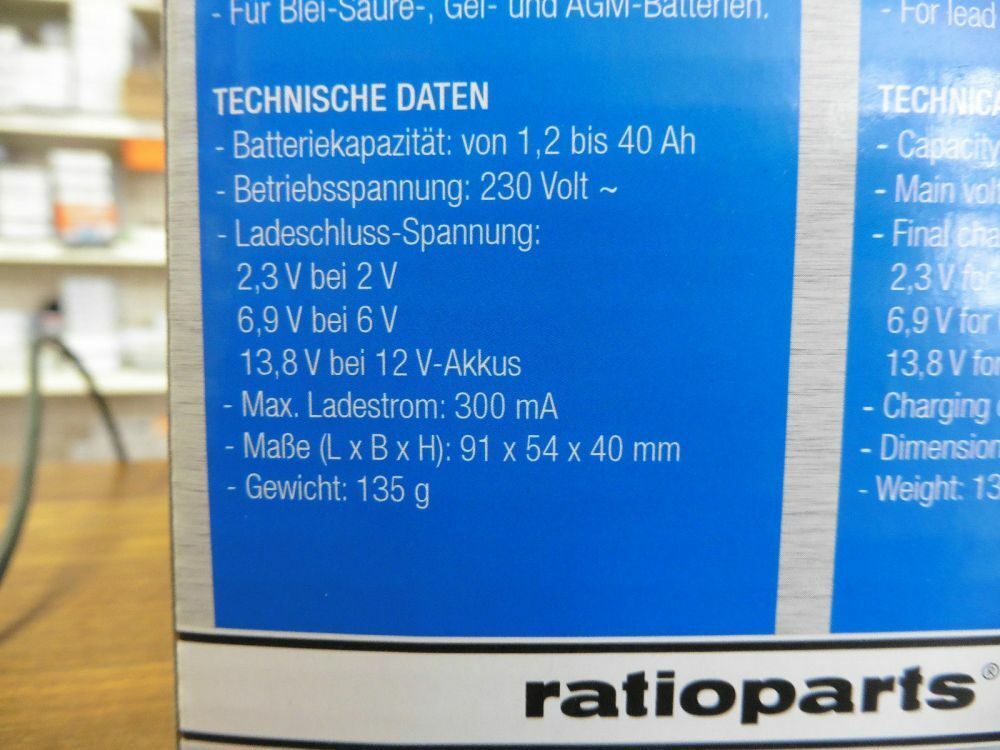 - Für Blei-Säure-, Gel- und AGM-Batterien.
TECHNISCHE DATEN
- Batteriekapazität: von 1,2 bis 40 Ah
- Betriebsspannung: 230 Volt ~
- Ladeschluss-Spannung:
2,3 V bei 2 V
6,9 V bei 6 V
13,8 V bei 12 V-Akkus
- Max. Ladestrom: 300 mA
- Maße (L x B x H): 91 x 54 x 40 mm
- Gewicht: 135 g
- For lead
TECHNICA
- Capacity
- Main vol
- Final cha
2,3 V for
6,9 V for
13,8 V for
- Charging
- Dimension
- Weight: 13
ratioparts®